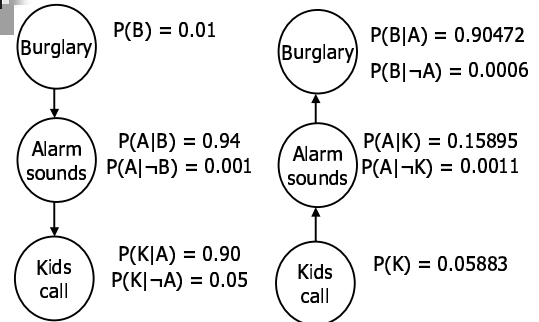 Burglary
P(B) = 0.01
Alarm
sounds
P(A|B) = 0.94
P(A|¬B) = 0.001
Kids
call
P(K|A) = 0.90
P(K|¬A) = 0.05
Burglary
P(B|A) = 0.90472
P(B|¬A) = 0.0006
Alarm
sounds
P(A|K) = 0.15895
P(A|¬K) = 0.0011
Kids
call
P(K) = 0.05883